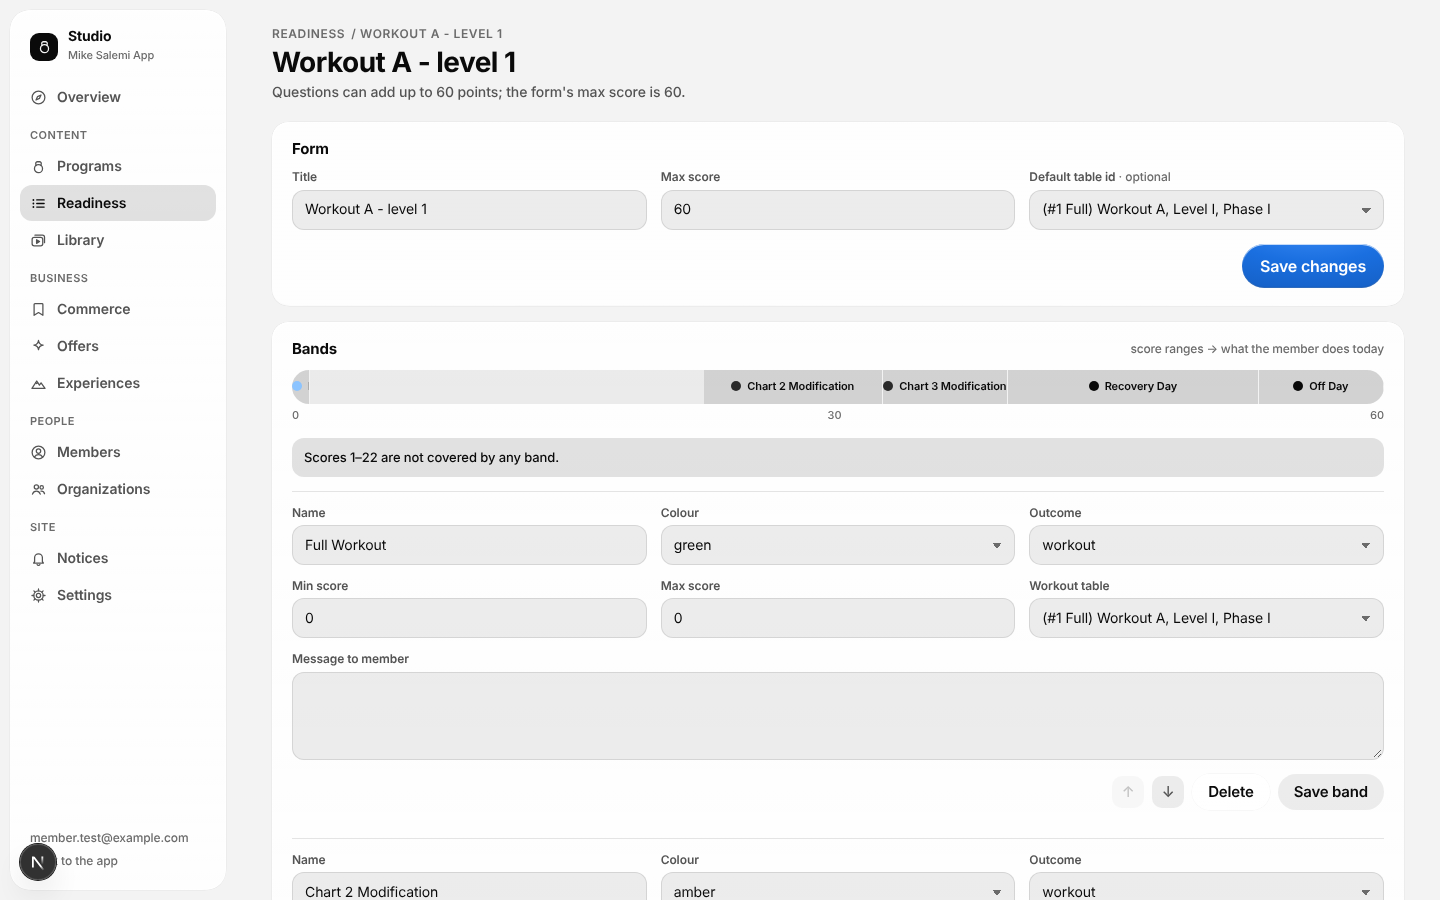 Studio
Mike Salemi App
Overview
CONTENT
Programs
Readiness
Library
BUSINESS
Commerce
Offers
Experiences
PEOPLE
Members
Organizations
SITE
Notices
Settings
member.test@example.com
N
to the app
READINESS / WORKOUT A - LEVEL 1
Workout A - level 1
Questions can add up to 60 points; the form's max score is 60.
Form
Title
Max score
Default table id · optional
Workout A - level 1
60
(#1 Full) Workout A, Level I, Phase I
Save changes
Bands
score ranges → what the member does today
Chart 2 Modification
Chart 3 Modification
Recovery Day
Off Day
0
30
60
Scores 1–22 are not covered by any band.
Name
Colour
Outcome
Full Workout
green
workout
Min score
Max score
Workout table
0
0
(#1 Full) Workout A, Level I, Phase I
Message to member
↑
↓
Delete
Save band
Name
Colour
Outcome
Chart 2 Modification
amber
workout